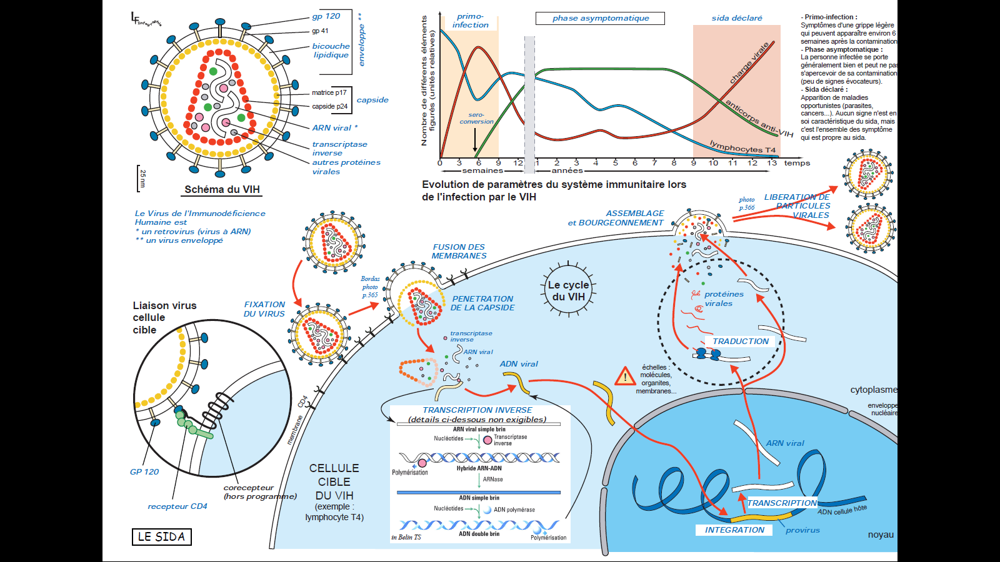 LF Infographie
gp 120
gp 41
bicouche
lipidique
enveloppe **
matrice p17
capside p24
capside
ARN viral *
transcriptase
inverse
autres protéines
virales
25 nm
Schéma du VIH
Le Virus de l'Immunodéficience
Humaine est
* un retrovirus (virus à ARN)
** un virus enveloppé
Nombre de différents éléments
figurés (unités relatives)
primo-
infection
phase asymptomatique
sida déclaré
séro-
conversion
charge virale
anticorps anti-VIH
lymphocytes T4
0 3 6 9 12 1 2 3 4 5 6 7 8 9 10 11 12 13 temps
semaines
années
Evolution de paramètres du système immunitaire lors
de l'infection par le VIH
- Primo-infection :
Symptômes d'une grippe légère
qui peuvent apparaître environ 6
semaines après la contamination
- Phase asymptomatique :
La personne infectée se porte
généralement bien et peut ne pas
s'apercevoir de sa contamination
(peu de signes évocateurs).
- Sida déclaré :
Apparition de maladies
opportunistes (parasites,
cancers...). Aucun signe n'est en
soi caractéristique du sida, mais
c'est l'ensemble des symptôme
qui est propre au sida.
photo
p.366
LIBERATION DE
PARTICULES
VIRALES
ASSEMBLAGE
et BOURGEONNEMENT
FUSION DES
MEMBRANES
Bordas
photo
p.365
Le cycle
du VIH
PENETRATION
DE LA CAPSIDE
FIXATION
DU VIRUS
Liaison virus
cellule
cible
protéines
virales
TRADUCTION
transcriptase
inverse
ARN viral
ADN viral
!
échelles :
molécules,
organites,
membranes...
cytoplasme
enveloppe
nucléaire
membrane
CD4
TRANSCRIPTION INVERSE
(détails ci-dessous non exigibles)
ARN viral simple brin
Nucléotides
Transcriptase
inverse
Polymérisation
Hybride ARN-ADN
ARNase
ADN simple brin
Nucléotides
ADN polymérase
ADN double brin
Polymérisation
in Belin TS
GP 120
recepteur CD4
corecepteur
(hors programme)
CELLULE
CIBLE
DU VIH
(exemple :
lymphocyte T4)
ARN viral
TRANSCRIPTION
ADN cellule hôte
INTEGRATION
provirus
noyau
LE SIDA